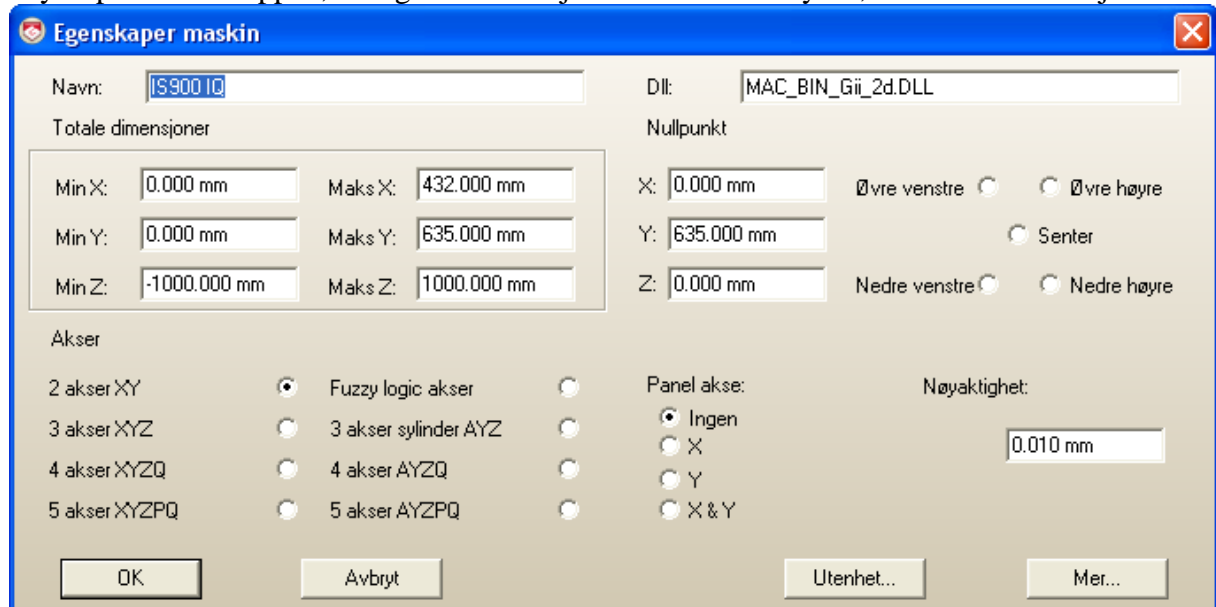 Egenskaper maskin
Navn: IS900 IQ Dll: MAC_BIN_Gii_2d.DLL
Totale dimensjoner Nullpunkt
Min X: 0.000 mm Maks X: 432.000 mm X: 0.000 mm Øvre venstre Øvre høyre
Min Y: 0.000 mm Maks Y: 635.000 mm Y: 635.000 mm Senter
Min Z: -1000.000 mm Maks Z: 1000.000 mm Z: 0.000 mm Nedre venstre Nedre høyre
Akser
2 akser XY Fuzzy logic akser Panel akse: Nøyaktighet:
Ingen
3 akser XYZ 3 akser sylinder AYZ X 0.010 mm
4 akser XYZQ 4 akser AYZQ Y
5 akser XYZPQ 5 akser AYZPQ X & Y
OK Avbryt Utenhet... Mer...